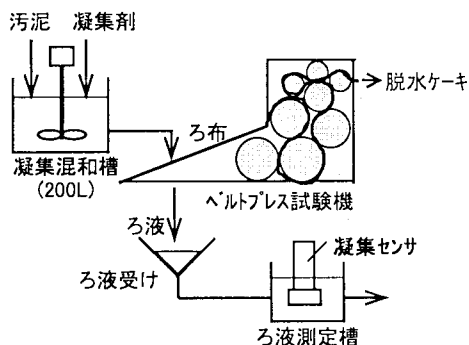 汚泥 凝集剤
脱水ケーキ
ろ布
凝集混和槽
(200L)
ベルトプレス試験機
ろ液
ろ液受け
凝集センサ
ろ液測定槽